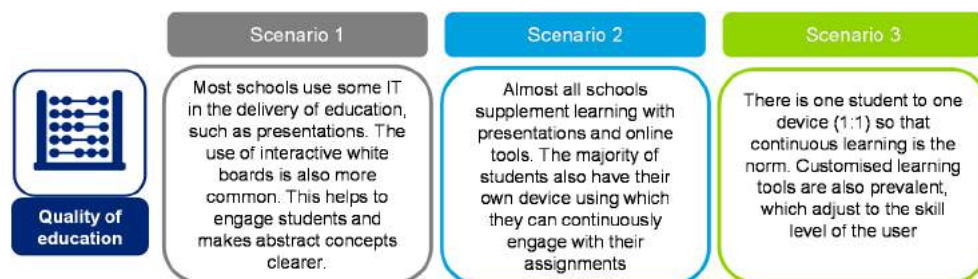 Scenario 1
Scenario 2
Scenario 3
Quality of
education
Most schools use some IT
in the delivery of education,
such as presentations. The
use of interactive white
boards is also more
common. This helps to
engage students and
makes abstract concepts
clearer.
Almost all schools
supplement learning with
presentations and online
tools. The majority of
students also have their
own device using which
they can continuously
engage with their
assignments
There is one student to one
device (1:1) so that
continuous learning is the
norm. Customised learning
tools are also prevalent,
which adjust to the skill
level of the user